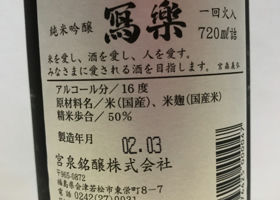 純米吟醸
寫樂
一回火入
720㎖詰
米を愛し、酒を愛し、人を愛す。
みなさまに愛される酒を目指します。
宮森義弘
アルコール分/16度
原材料名/米(国産)、米麹(国産米)
精米歩合/50%
製造年月
02.03
宮泉銘醸株式会社
〒965-0872
福島県会津若松市東栄町8-7
電0242(27)0031